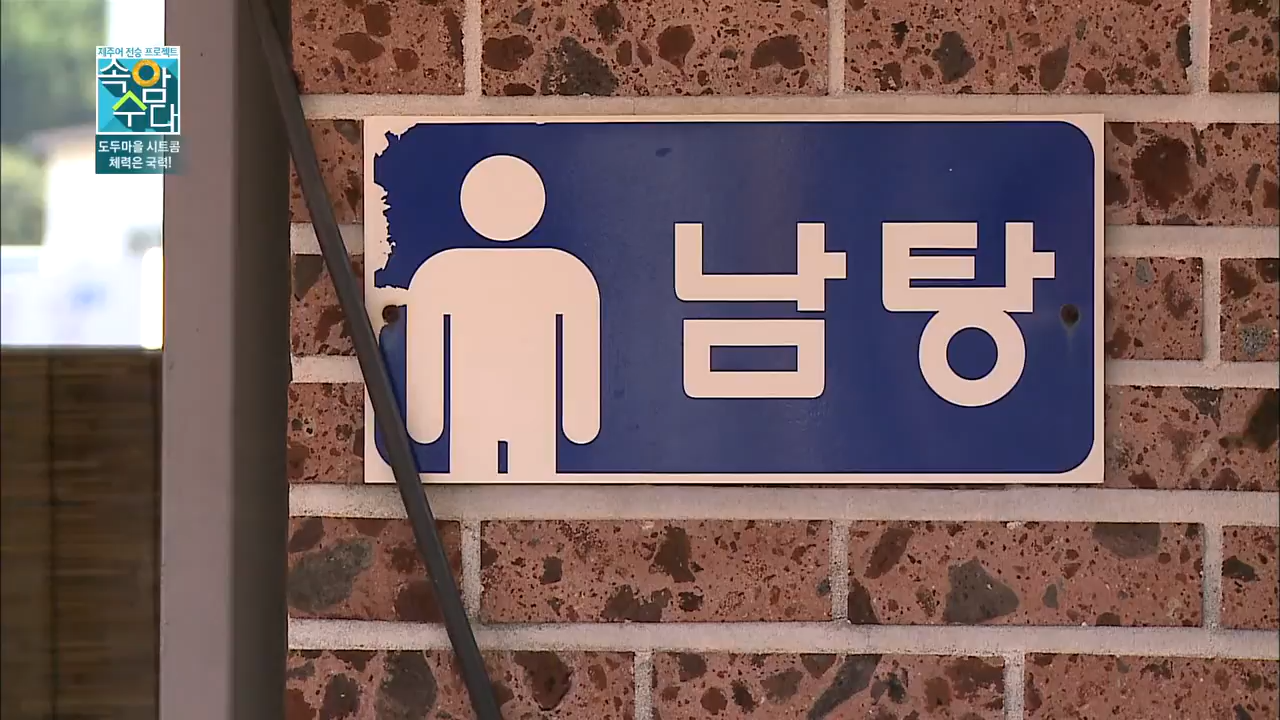 제주어 전승 프로젝트
속암수다
도두마을 시트콤
체력은 국력!
남탕